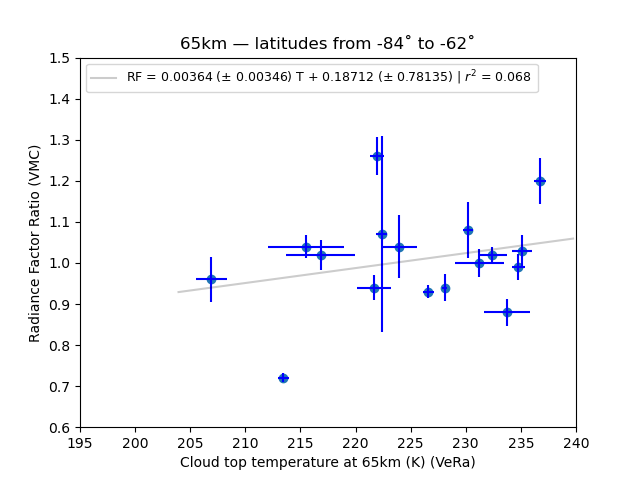 65km — latitudes from -84˚ to -62˚
RF = 0.00364 (± 0.00346) T + 0.18712 (± 0.78135) | r² = 0.068
Radiance Factor Ratio (VMC)
1.5
1.4
1.3
1.2
1.1
1.0
0.9
0.8
0.7
0.6
195 200 205 210 215 220 225 230 235 240
Cloud top temperature at 65km (K) (VeRa)